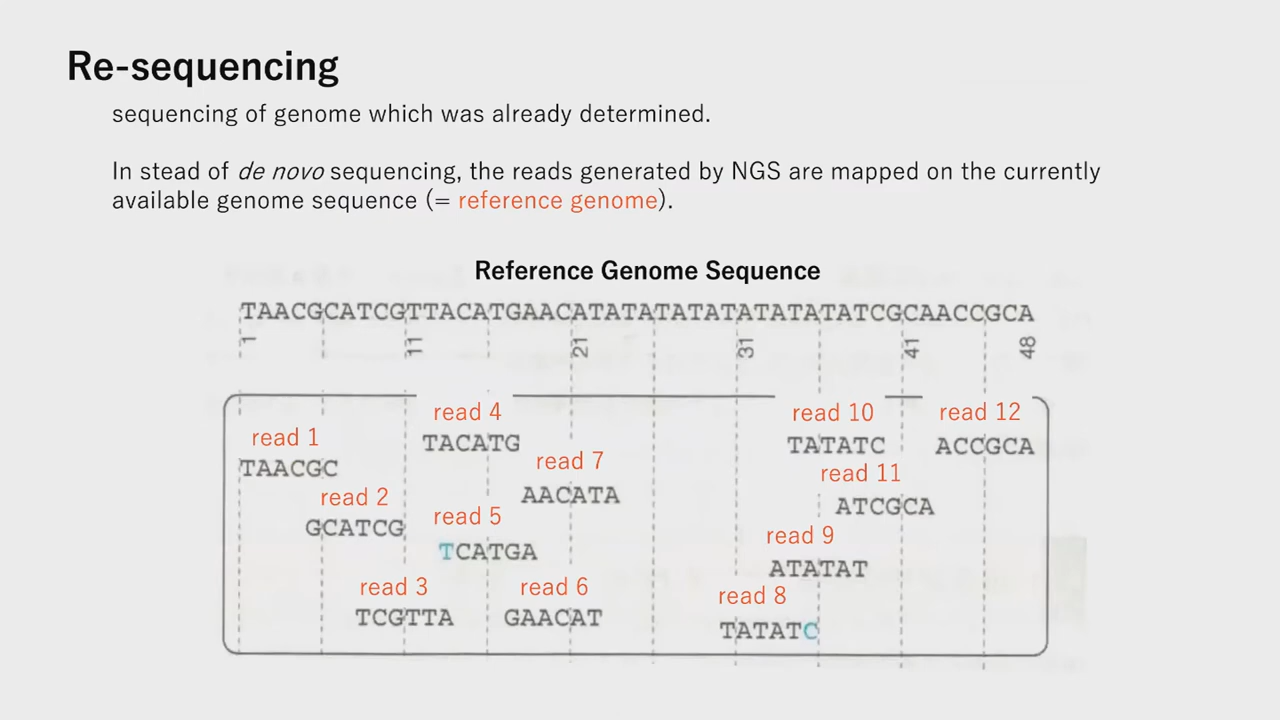 Re-sequencing
sequencing of genome which was already determined.
In stead of de novo sequencing, the reads generated by NGS are mapped on the currently
available genome sequence (= reference genome).
Reference Genome Sequence
TAACGCATCGTTACATGAACATATATATATATATATATATCGCAACCGCA
1 11 21 31 41 48
read 4 read 10 read 12
read 1 TACATG TATATC ACCGCA
TAACGC read 7 read 11
read 2 AACATA ATCGCA
GCATCG read 5 read 9
TCATGA ATATAT
read 3 read 6 read 8
TCGTTA GAACAT TATATC